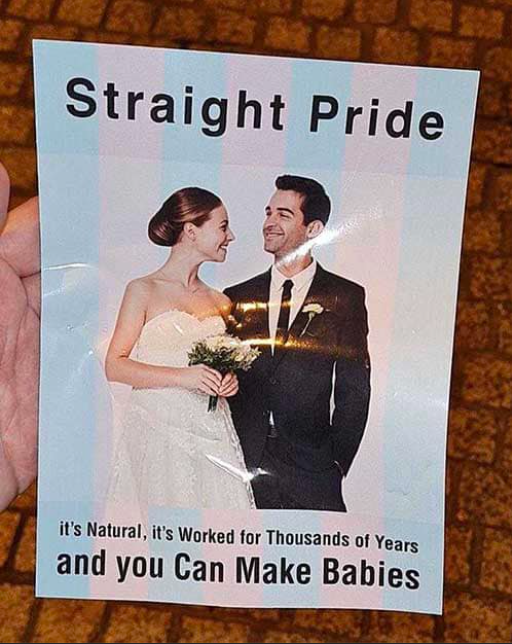 Straight Pride
it's Natural, it's Worked for Thousands of Years
and you Can Make Babies